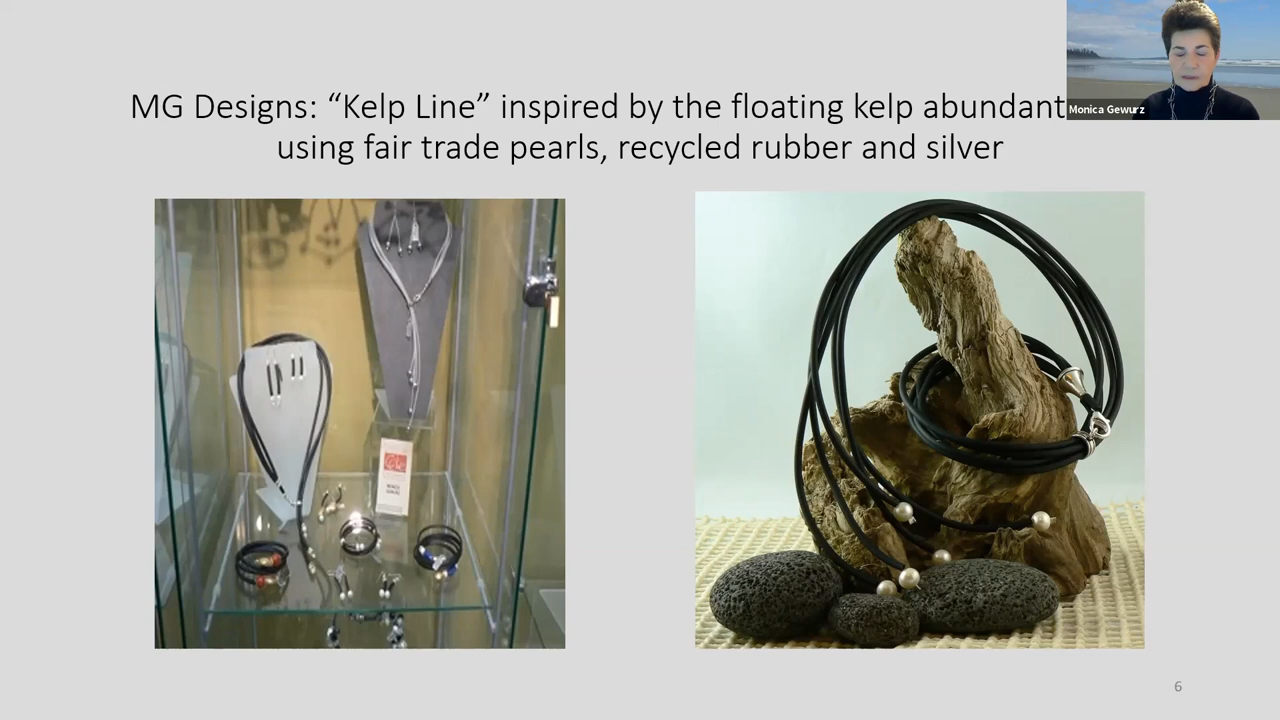 MG Designs: “Kelp Line” inspired by the floating kelp abundant
using fair trade pearls, recycled rubber and silver
Monica Gewurz
6